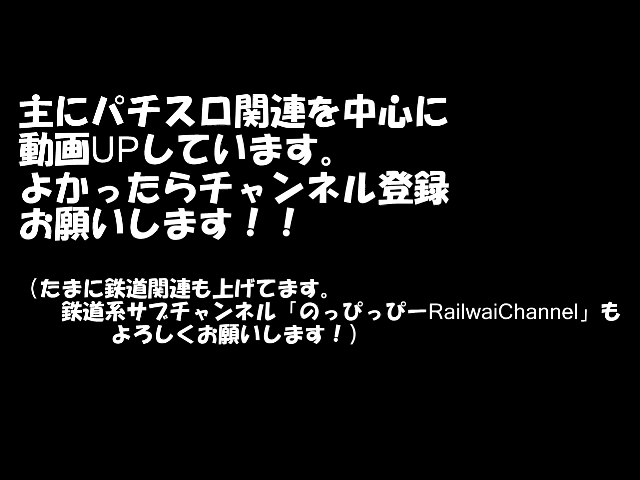 主にパチスロ関連を中心に
動画UPしています。
よかったらチャンネル登録
お願いします！！
（たまに鉄道関連も上げてます。
鉄道系サブチャンネル「のっぴっぴーRailwaiChannel」も
よろしくお願いします！）